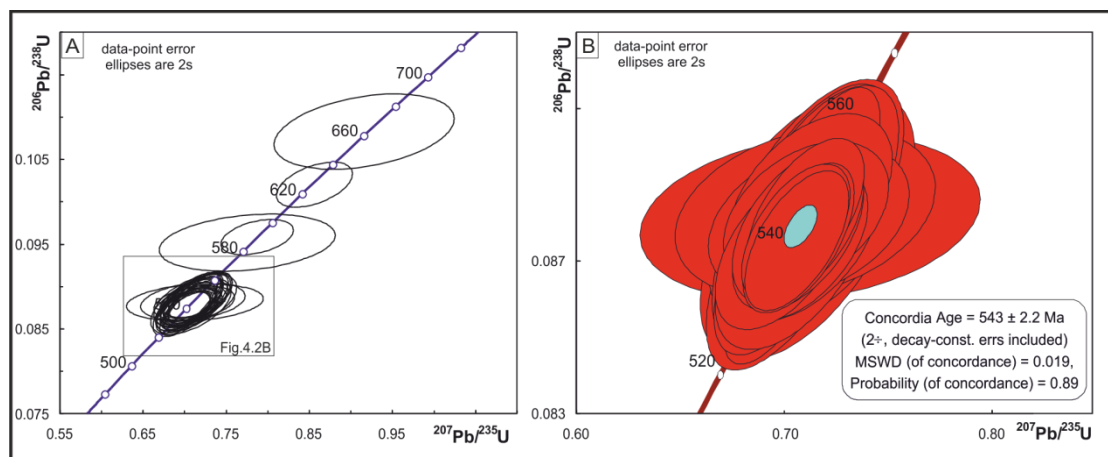 A
data-point error
ellipses are 2s
206Pb/238U
700
660
620
580
500
0.105
0.095
0.085
0.075
Fig.4.2B
0.55
0.65
0.75
0.85
0.95
207Pb/235U
B
data-point error
ellipses are 2s
206Pb/238U
560
540
520
0.087
0.083
Concordia Age = 543 ± 2.2 Ma
(2÷, decay-const. errs included)
MSWD (of concordance) = 0.019,
Probability (of concordance) = 0.89
0.60
0.70
0.80
207Pb/235U